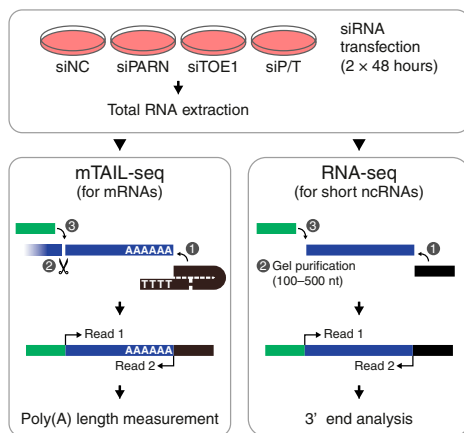 siRNA
transfection
(2 × 48 hours)
siNC siPARN siTOE1 siP/T
Total RNA extraction
mTAIL-seq
(for mRNAs)
3
AAAAAA 1
2
TTTT
Read 1
AAAAAA
Read 2
Poly(A) length measurement
RNA-seq
(for short ncRNAs)
3
1
2 Gel purification
(100–500 nt)
Read 1
Read 2
3' end analysis